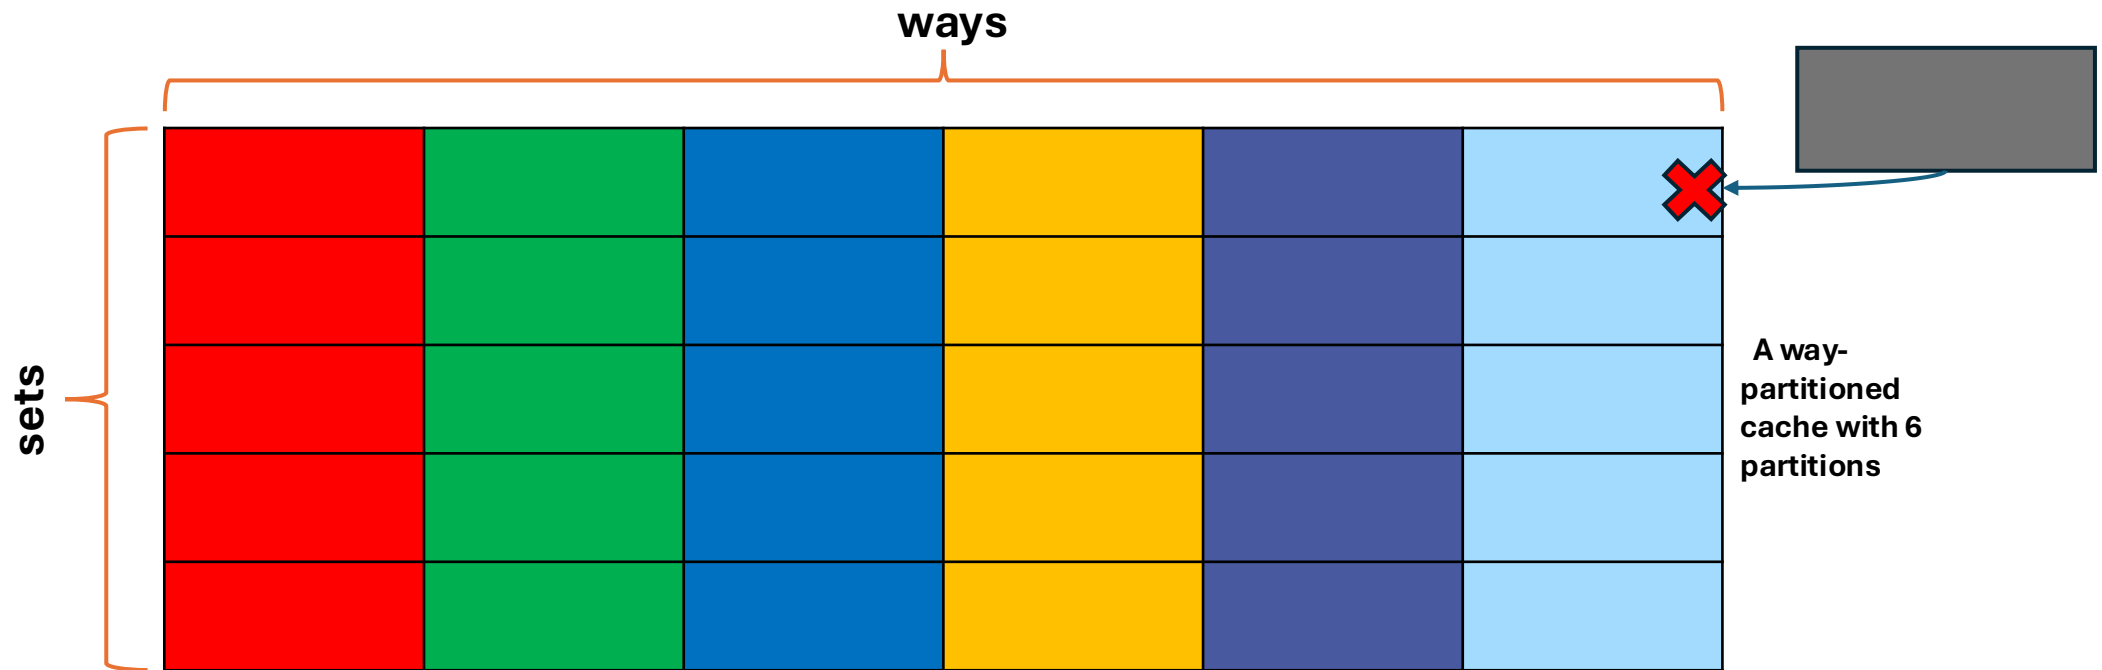 ways
sets
A way-
partitioned
cache with 6
partitions